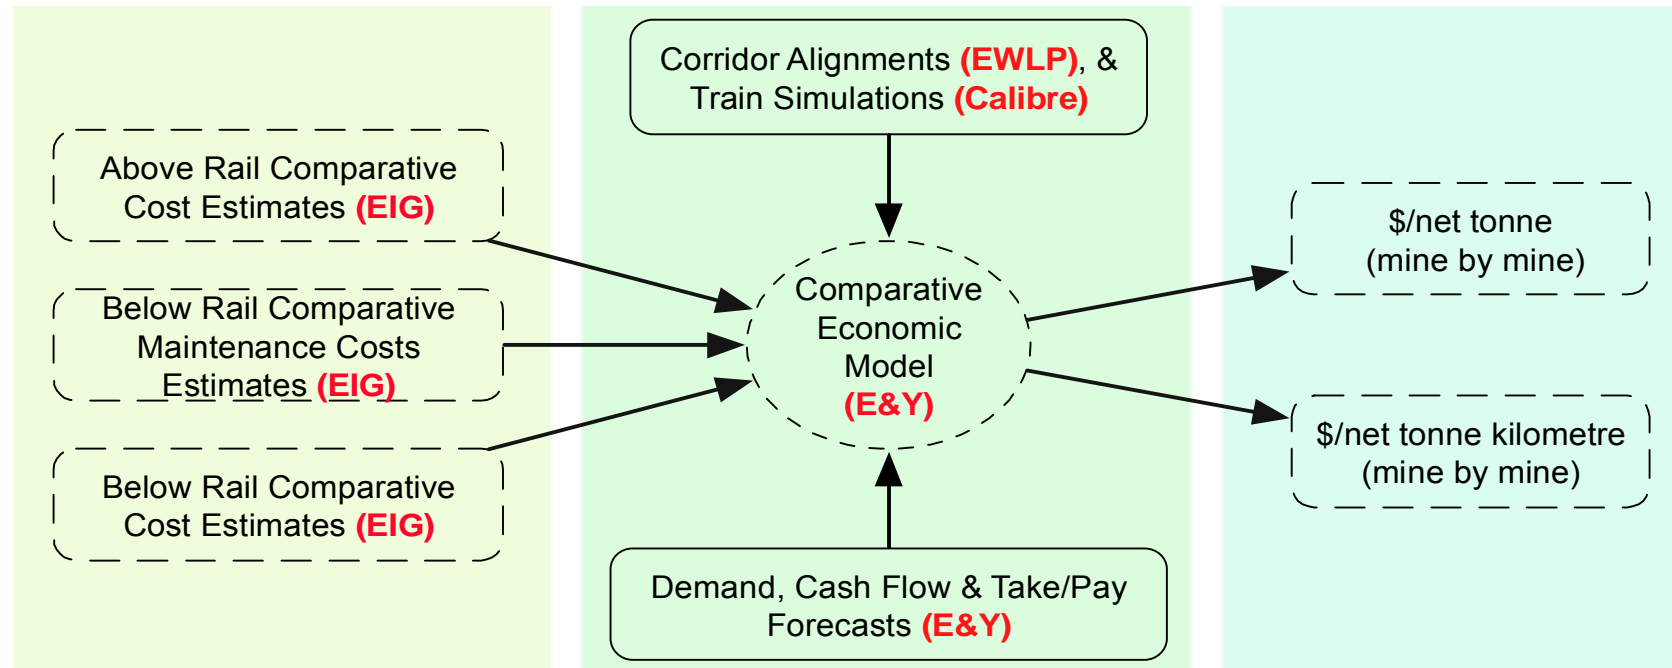 Above Rail Comparative
Cost Estimates (EIG)
Below Rail Comparative
Maintenance Costs
Estimates (EIG)
Below Rail Comparative
Cost Estimates (EIG)
Corridor Alignments (EWLP), &
Train Simulations (Calibre)
Comparative
Economic
Model
(E&Y)
Demand, Cash Flow & Take/Pay
Forecasts (E&Y)
$/net tonne
(mine by mine)
$/net tonne kilometre
(mine by mine)